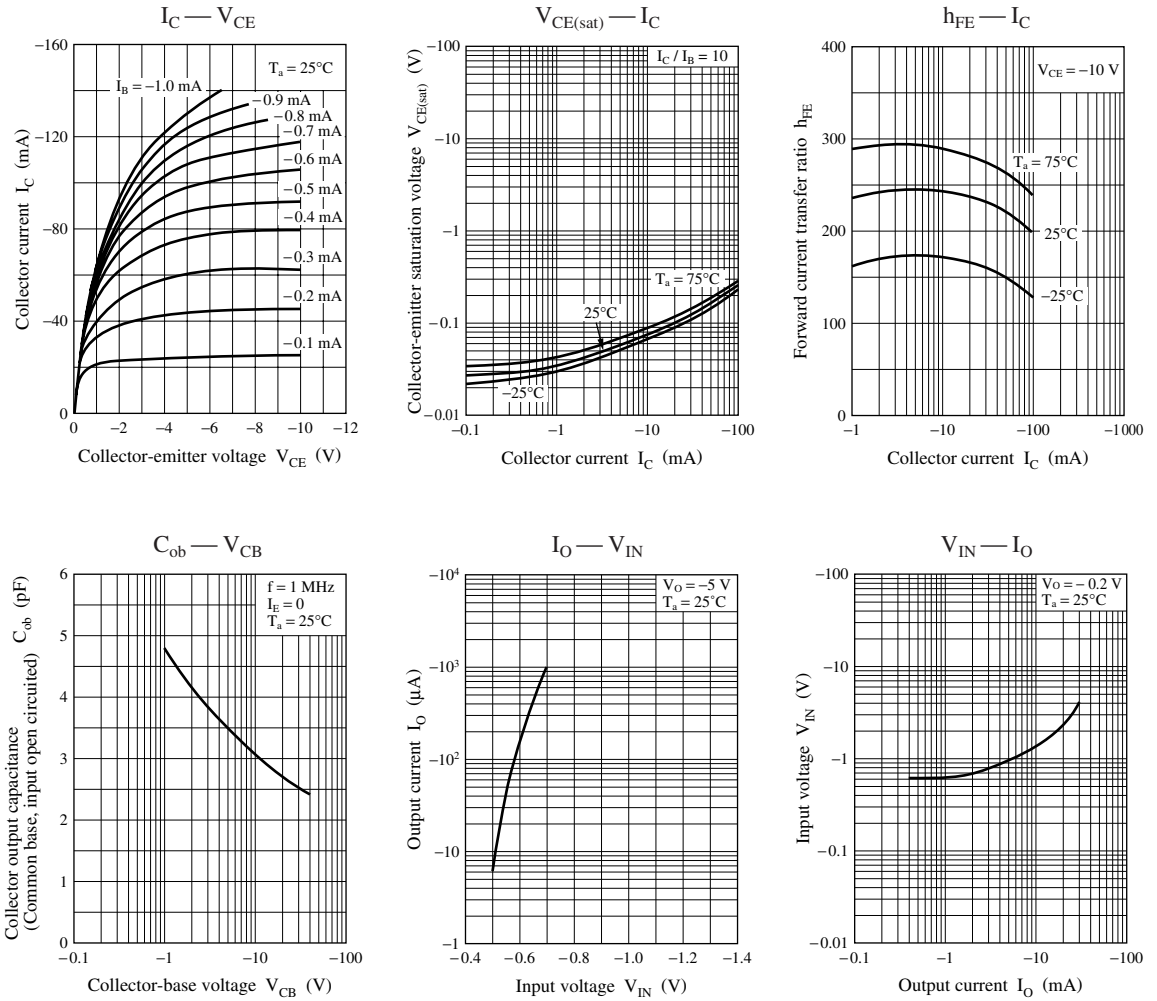 I_C — V_CE
−160
−120
−80
−40
0
0
−2
−4
−6
−8
−10
−12
Collector current I_C (mA)
Collector-emitter voltage V_CE (V)
T_a = 25°C
I_B = −1.0 mA
−0.9 mA
−0.8 mA
−0.7 mA
−0.6 mA
−0.5 mA
−0.4 mA
−0.3 mA
−0.2 mA
−0.1 mA
V_CE(sat) — I_C
−100
−10
−1
−0.1
−0.01
−0.1
−1
−10
−100
Collector-emitter saturation voltage V_CE(sat) (V)
Collector current I_C (mA)
I_C / I_B = 10
T_a = 75°C
25°C
−25°C
h_FE — I_C
400
300
200
100
0
−1
−10
−100
−1000
Forward current transfer ratio h_FE
Collector current I_C (mA)
V_CE = −10 V
T_a = 75°C
25°C
−25°C
C_ob — V_CB
6
5
4
3
2
1
0
−0.1
−1
−10
−100
Collector output capacitance C_ob (pF)
(Common base, input open circuited)
Collector-base voltage V_CB (V)
f = 1 MHz
I_E = 0
T_a = 25°C
I_O — V_IN
−10⁴
−10³
−10²
−10
−1
−0.4
−0.6
−0.8
−1.0
−1.2
−1.4
Output current I_O (µA)
Input voltage V_IN (V)
V_O = −5 V
T_a = 25°C
V_IN — I_O
−100
−10
−1
−0.1
−0.01
−0.1
−1
−10
−100
Input voltage V_IN (V)
Output current I_O (mA)
V_O = − 0.2 V
T_a = 25°C